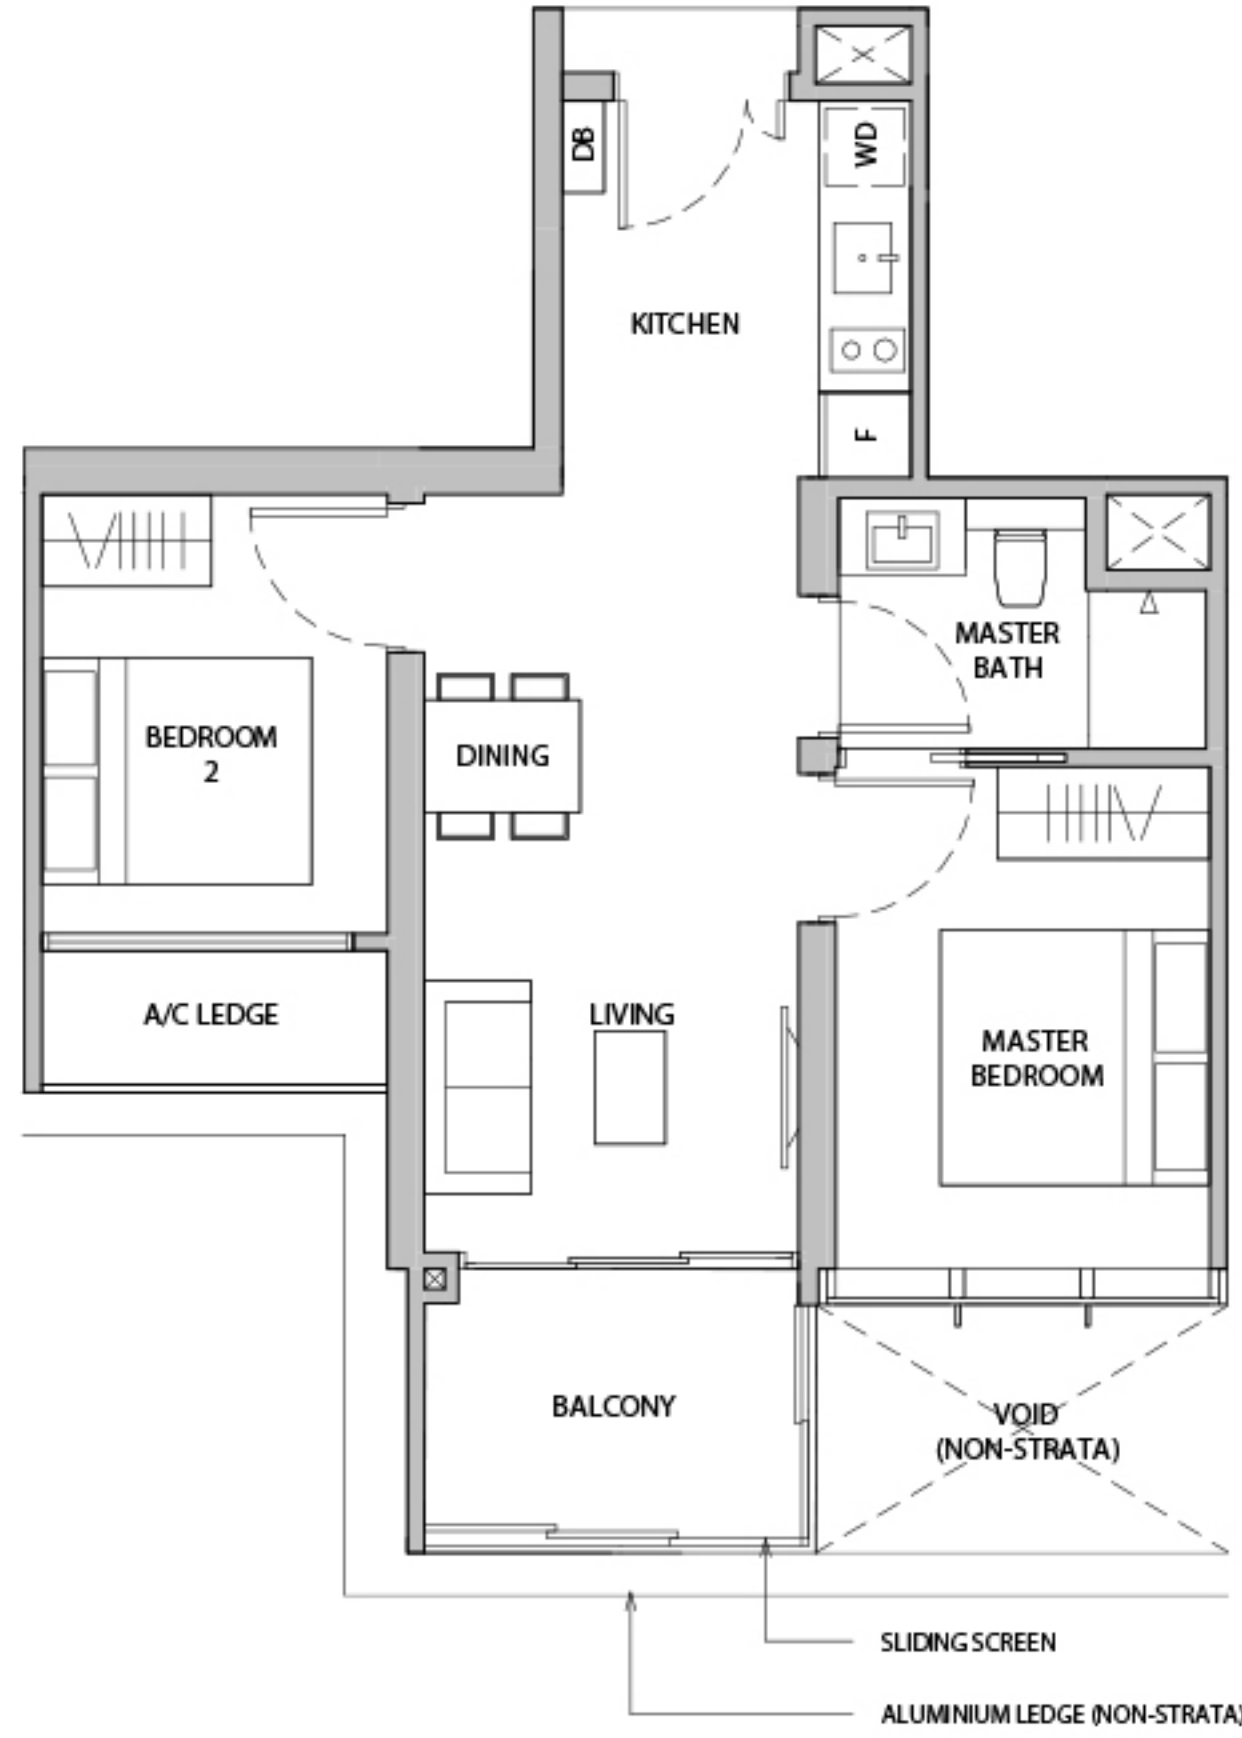 DB
WD
KITCHEN
F
MASTER
BATH
BEDROOM
2
DINING
A/C LEDGE
LIVING
MASTER
BEDROOM
BALCONY
VOID
(NON-STRATA)
SLIDING SCREEN
ALUMINIUM LEDGE (NON-STRATA)